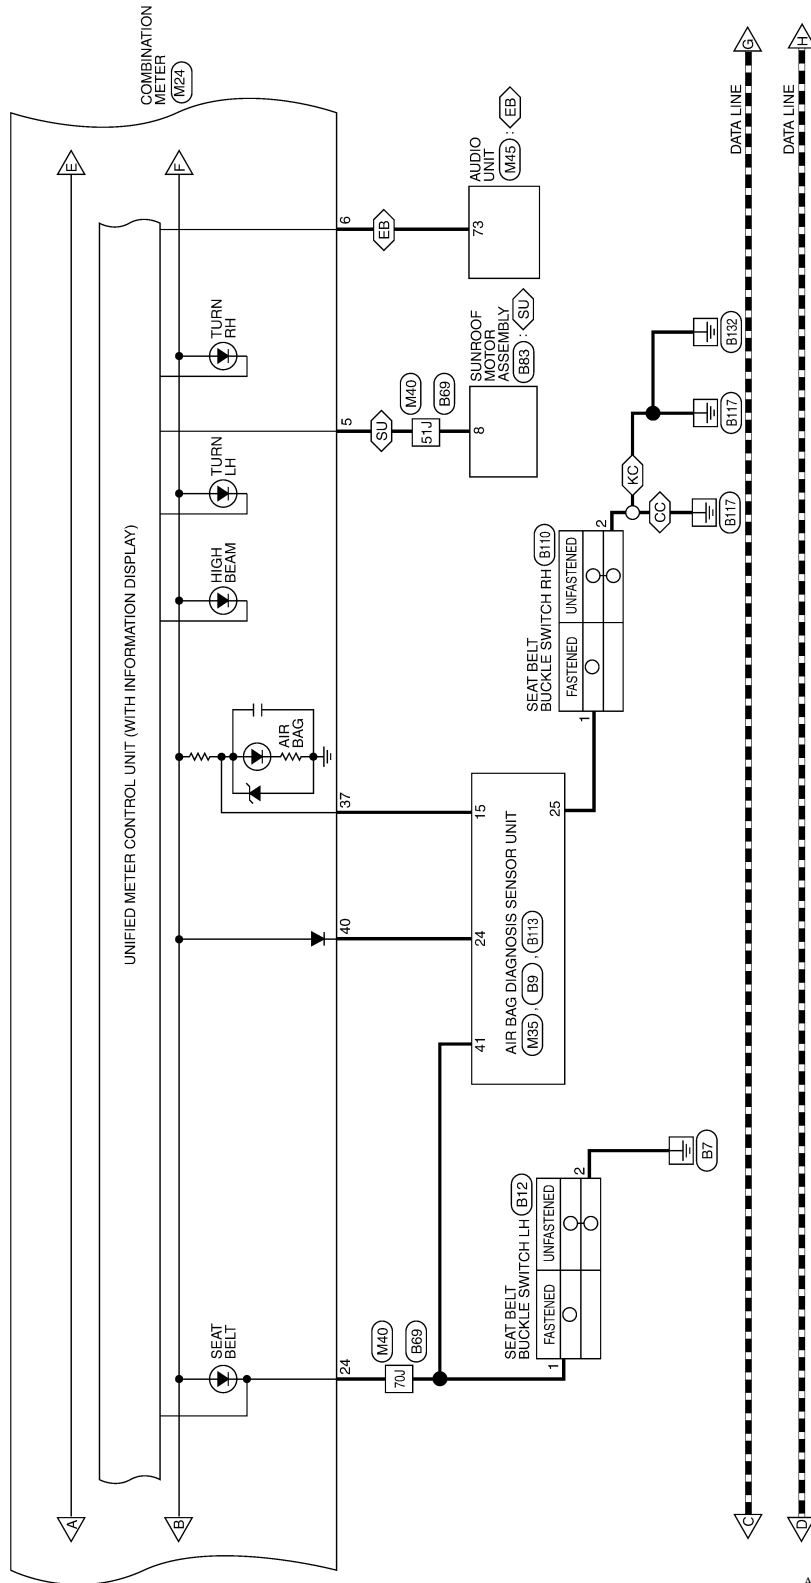 COMBINATION
METER
M24
A
E
UNIFIED METER CONTROL UNIT (WITH INFORMATION DISPLAY)
B
F
SEAT
BELT
AIR
BAG
HIGH
BEAM
TURN
LH
TURN
RH
24
40
37
5
6
M40
70J
B69
SU
M40
51J
B69
EB
41
24
15
AIR BAG DIAGNOSIS SENSOR UNIT
M35 , B9 , B113
25
SUNROOF
MOTOR
ASSEMBLY
B83 : SU
8
AUDIO
UNIT
M45 : EB
73
SEAT BELT
BUCKLE SWITCH LH B12
FASTENED UNFASTENED
1
2
B7
SEAT BELT
BUCKLE SWITCH RH B110
FASTENED UNFASTENED
1
2
KC
CC
B117
B117
B132
C
DATA LINE
G
D
DATA LINE
H